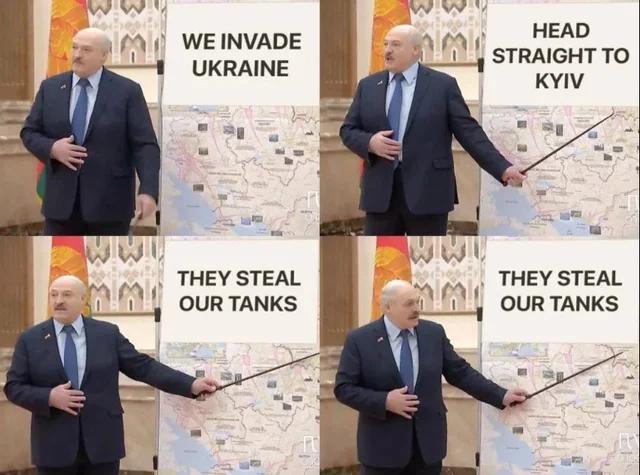 WE INVADE
UKRAINE
HEAD
STRAIGHT TO
KYIV
THEY STEAL
OUR TANKS
THEY STEAL
OUR TANKS